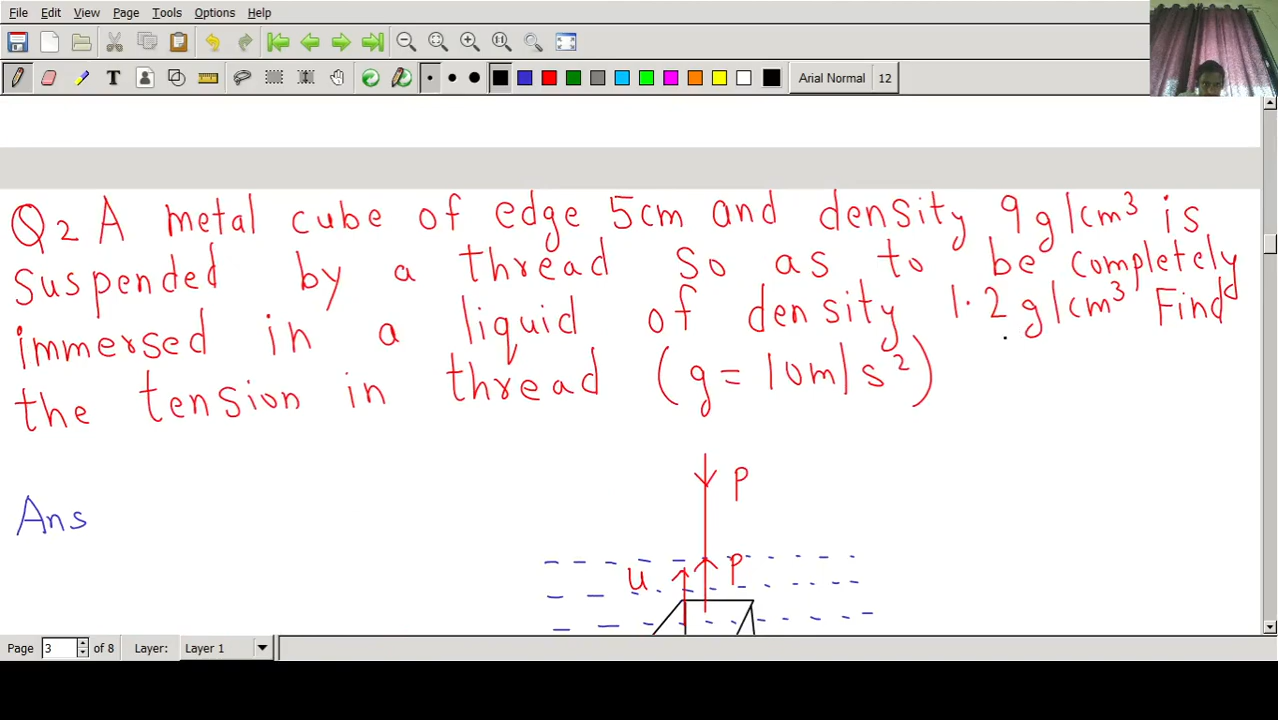 File Edit View Page Tools Options Help
Arial Normal 12
Q2 A metal cube of edge 5cm and density 9g/cm³ is
suspended by a thread so as to be completely
immersed in a liquid of density 1.2g/cm³ Find
the tension in thread (g= 10m/s²)
P
Ans
u P
Page 3 of 8 Layer: Layer 1